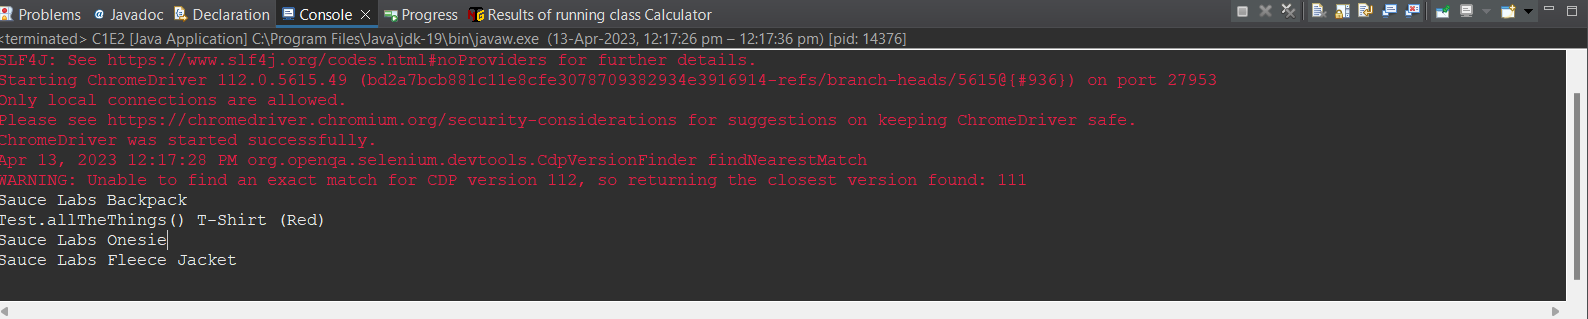 Problems @ Javadoc Declaration Console Progress Results of running class Calculator
<terminated> C1E2 [Java Application] C:\Program Files\Java\jdk-19\bin\javaw.exe (13-Apr-2023, 12:17:26 pm – 12:17:36 pm) [pid: 14376]
SLF4J: See https://www.slf4j.org/codes.html#noProviders for further details.
Starting ChromeDriver 112.0.5615.49 (bd2a7bcb881c11e8cfe3078709382934e3916914-refs/branch-heads/5615@{#936}) on port 27953
Only local connections are allowed.
Please see https://chromedriver.chromium.org/security-considerations for suggestions on keeping ChromeDriver safe.
ChromeDriver was started successfully.
Apr 13, 2023 12:17:28 PM org.openqa.selenium.devtools.CdpVersionFinder findNearestMatch
WARNING: Unable to find an exact match for CDP version 112, so returning the closest version found: 111
Sauce Labs Backpack
Test.allTheThings() T-Shirt (Red)
Sauce Labs Onesie
Sauce Labs Fleece Jacket